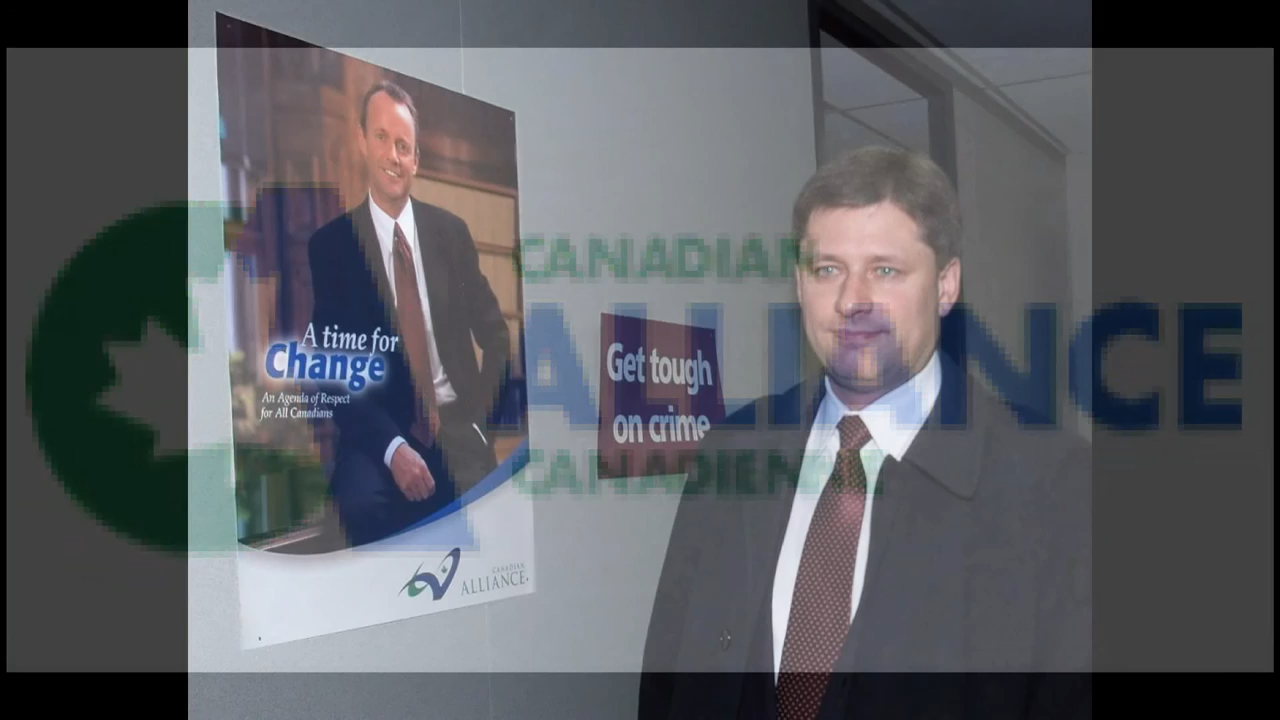 A time for
Change
An Agenda of Respect
for All Canadians
CANADIAN
ALLIANCE
Get tough
on crime
CANADIAN
ALLIANCE
CANADIENNE